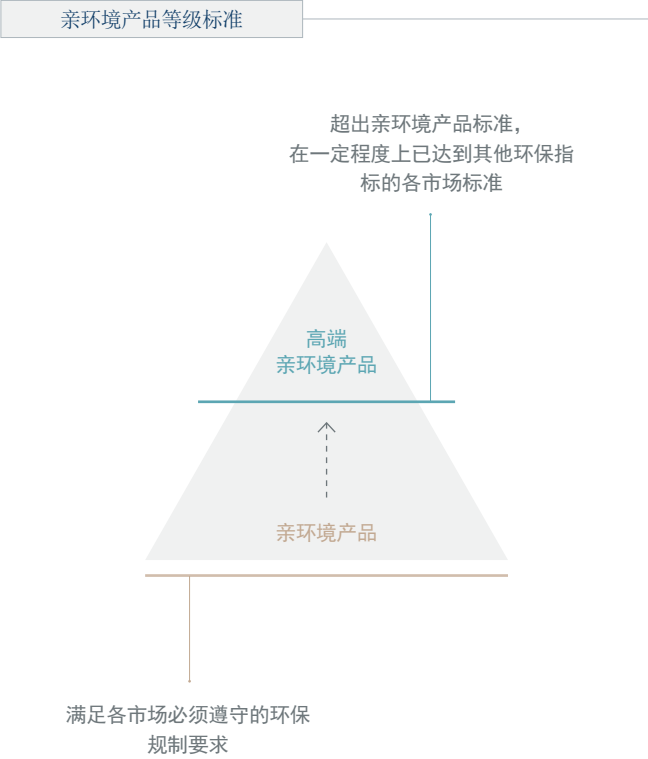 亲环境产品等级标准
超出亲环境产品标准，
在一定程度上已达到其他环保指
标的各市场标准
高端
亲环境产品
亲环境产品
满足各市场必须遵守的环保
规制要求